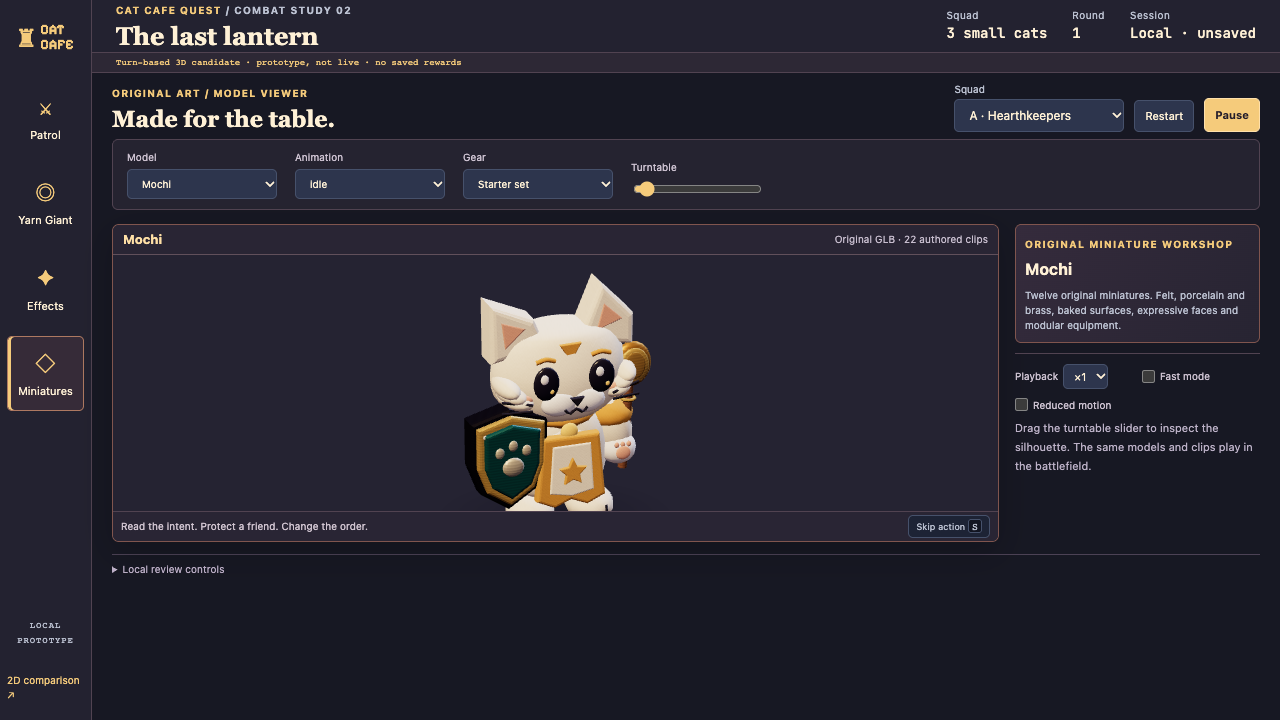 CAT
CAFE
Patrol
Yarn Giant
Effects
Miniatures
LOCAL
PROTOTYPE
2D comparison
↗
CAT CAFE QUEST / COMBAT STUDY 02
The last lantern
Squad
3 small cats
Round
1
Session
Local · unsaved
Turn-based 3D candidate · prototype, not live · no saved rewards
ORIGINAL ART / MODEL VIEWER
Made for the table.
Squad
A · Hearthkeepers
Restart
Pause
Model
Mochi
Animation
idle
Gear
Starter set
Turntable
Mochi
Original GLB · 22 authored clips
Read the intent. Protect a friend. Change the order.
Skip action S
ORIGINAL MINIATURE WORKSHOP
Mochi
Twelve original miniatures. Felt, porcelain and
brass, baked surfaces, expressive faces and
modular equipment.
Playback
×1
Fast mode
Reduced motion
Drag the turntable slider to inspect the
silhouette. The same models and clips play in
the battlefield.
Local review controls